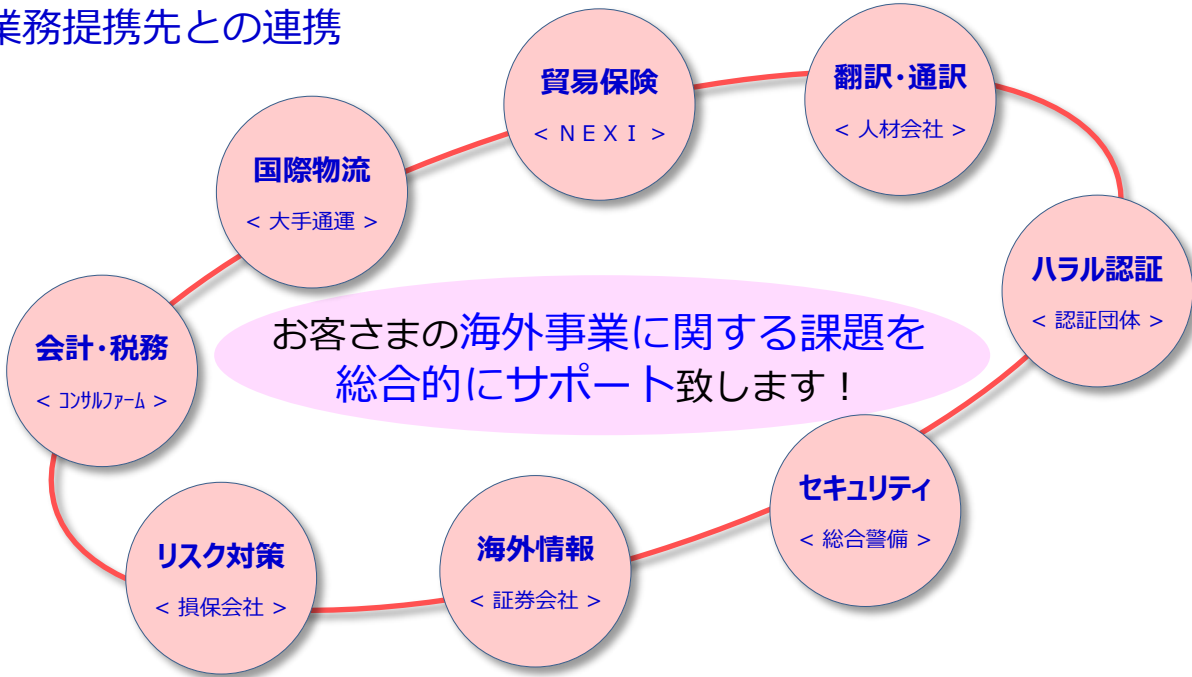 業務提携先との連携
貿易保険
< ＮＥＸＩ >
翻訳・通訳
< 人材会社 >
国際物流
< 大手通運 >
ハラル認証
< 認証団体 >
会計・税務
< ｺﾝｻﾙﾌｧｰﾑ >
お客さまの海外事業に関する課題を
総合的にサポート致します！
セキュリティ
< 総合警備 >
リスク対策
< 損保会社 >
海外情報
< 証券会社 >